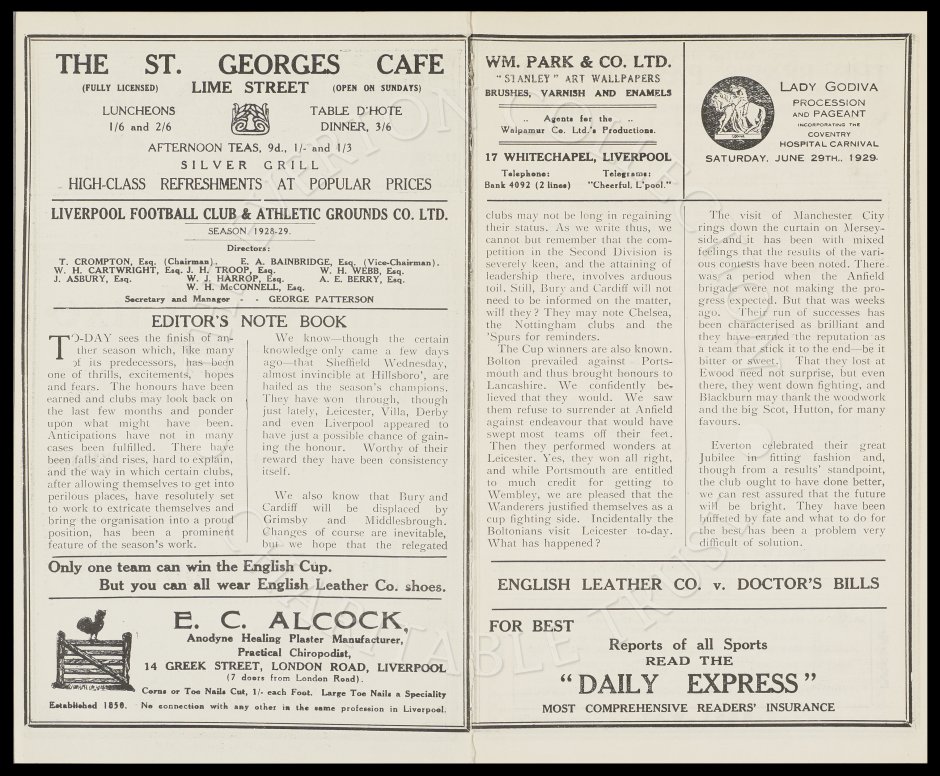 THE ST. GEORGES CAFE
(FULLY LICENSED) LIME STREET (OPEN ON SUNDAYS)
LUNCHEONS
1/6 and 2/6
TABLE D'HOTE
DINNER, 3/6
AFTERNOON TEAS, 9d., 1/- and 1/3
SILVER GRILL
HIGH-CLASS REFRESHMENTS AT POPULAR PRICES
LIVERPOOL FOOTBALL CLUB & ATHLETIC GROUNDS CO. LTD.
SEASON 1928-29.
Directors:
T. CROMPTON, Esq. (Chairman). E. A. BAINBRIDGE, Esq. (Vice-Chairman).
W. H. CARTWRIGHT, Esq. J. H. TROOP, Esq. W. H. WEBB, Esq.
J. ASBURY, Esq. W. J. HARROP, Esq. A. E. BERRY, Esq.
W. H. McCONNELL, Esq.
Secretary and Manager - - GEORGE PATTERSON
EDITOR'S NOTE BOOK
TO-DAY sees the finish of an-
other season which, like many
of its predecessors, has been
one of thrills, excitements, hopes
and fears. The honours have been
earned and clubs may look back on
the last few months and ponder
upon what might have been.
Anticipations have not in many
cases been fulfilled. There have
been falls and rises, hard to explain,
and the way in which certain clubs,
after allowing themselves to get into
perilous places, have resolutely set
to work to extricate themselves and
bring the organisation into a proud
position, has been a prominent
feature of the season's work.
We know—though the certain
knowledge only came a few days
ago—that Sheffield Wednesday,
almost invincible at Hillsboro', are
hailed as the season's champions.
They have won through, though
just lately, Leicester, Villa, Derby
and even Liverpool appeared to
have just a possible chance of gain-
ing the honour. Worthy of their
reward they have been consistency
itself.
We also know that Bury and
Cardiff will be displaced by
Grimsby and Middlesbrough.
Changes of course are inevitable,
but we hope that the relegated
Only one team can win the English Cup.
But you can all wear English Leather Co. shoes.
E. C. ALCOCK,
Anodyne Healing Plaster Manufacturer,
Practical Chiropodist,
14 GREEK STREET, LONDON ROAD, LIVERPOOL
(7 doors from London Road).
Corns or Toe Nails Cut, 1/- each Foot. Large Toe Nails a Speciality
Established 1850. No connection with any other in the same profession in Liverpool.
WM. PARK & CO. LTD.
"STANLEY" ART WALLPAPERS
BRUSHES, VARNISH AND ENAMELS
.. Agents for the ..
Walpamur Co. Ltd.'s Productions.
17 WHITECHAPEL, LIVERPOOL
Telephone: Telegrams:
Bank 4092 (2 lines) "Cheerful, L'pool."
LADY GODIVA
PROCESSION
AND PAGEANT
INCORPORATING THE
COVENTRY
HOSPITAL CARNIVAL
SATURDAY, JUNE 29TH., 1929.
clubs may not be long in regaining
their status. As we write thus, we
cannot but remember that the com-
petition in the Second Division is
severely keen, and the attaining of
leadership there, involves arduous
toil. Still, Bury and Cardiff will not
need to be informed on the matter,
will they? They may note Chelsea,
the Nottingham clubs and the
'Spurs for reminders.
The Cup winners are also known.
Bolton prevailed against Ports-
mouth and thus brought honours to
Lancashire. We confidently be-
lieved that they would. We saw
them refuse to surrender at Anfield
against endeavour that would have
swept most teams off their feet.
Then they performed wonders at
Leicester. Yes, they won all right,
and while Portsmouth are entitled
to much credit for getting to
Wembley, we are pleased that the
Wanderers justified themselves as a
cup fighting side. Incidentally the
Boltonians visit Leicester to-day.
What has happened?
The visit of Manchester City
rings down the curtain on Mersey-
side and it has been with mixed
feelings that the results of the vari-
ous contests have been noted. There
was a period when the Anfield
brigade were not making the pro-
gress expected. But that was weeks
ago. Their run of successes has
been characterised as brilliant and
they have earned the reputation as
a team that stick it to the end—be it
bitter or sweet. That they lost at
Ewood need not surprise, but even
there, they went down fighting, and
Blackburn may thank the woodwork
and the big Scot, Hutton, for many
favours.
Everton celebrated their great
Jubilee in fitting fashion and,
though from a results' standpoint,
the club ought to have done better,
we can rest assured that the future
will be bright. They have been
buffeted by fate and what to do for
the best has been a problem very
difficult of solution.
ENGLISH LEATHER CO. v. DOCTOR'S BILLS
FOR BEST
Reports of all Sports
READ THE
"DAILY EXPRESS"
MOST COMPREHENSIVE READERS' INSURANCE
EVERTON COLLECTION
CHARITABLE TRUST